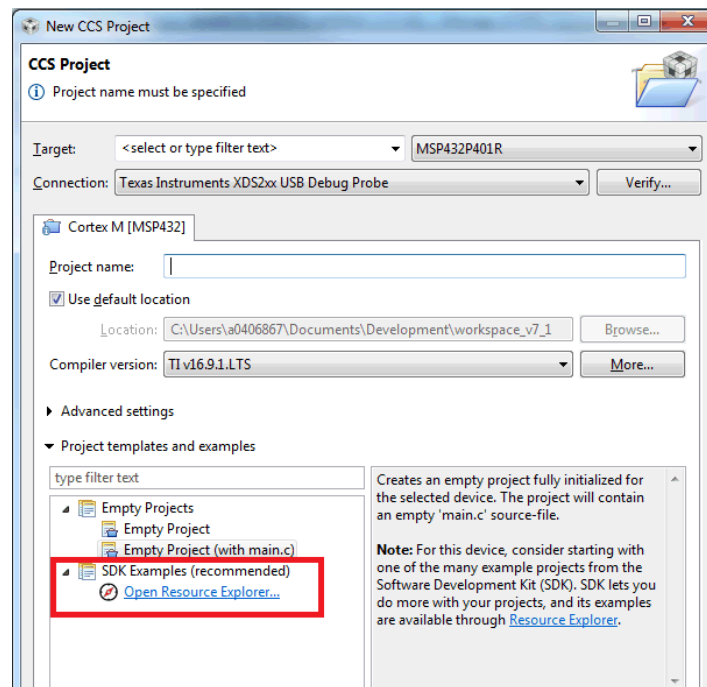 New CCS Project
CCS Project
Project name must be specified
Target: <select or type filter text> MSP432P401R
Connection: Texas Instruments XDS2xx USB Debug Probe Verify...
Cortex M [MSP432]
Project name:
Use default location
Location: C:\Users\a0406867\Documents\Development\workspace_v7_1 Browse...
Compiler version: TI v16.9.1.LTS More...
Advanced settings
Project templates and examples
type filter text
Empty Projects
Empty Project
Empty Project (with main.c)
SDK Examples (recommended)
Open Resource Explorer...
Creates an empty project fully initialized for
the selected device. The project will contain
an empty 'main.c' source-file.
Note: For this device, consider starting with
one of the many example projects from the
Software Development Kit (SDK). SDK lets you
do more with your projects, and its examples
are available through Resource Explorer.